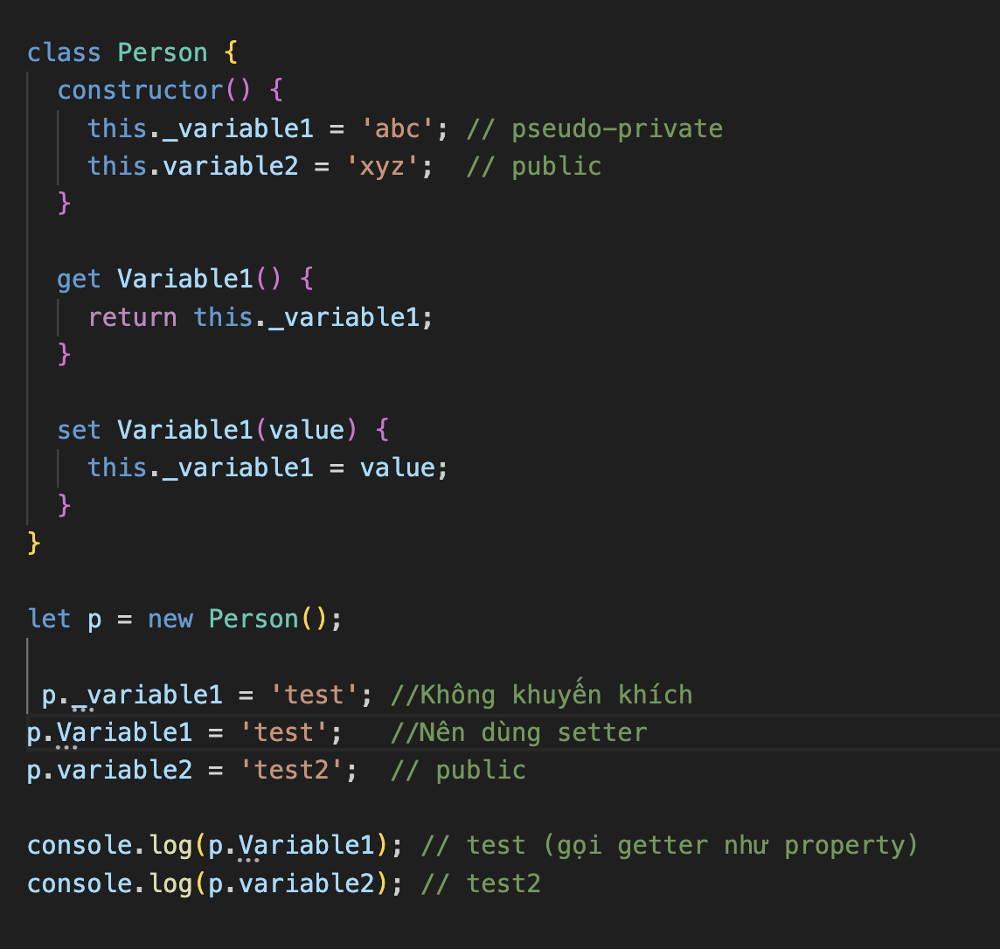 class Person {
  constructor() {
    this._variable1 = 'abc'; // pseudo-private
    this.variable2 = 'xyz';  // public
  }

  get Variable1() {
    return this._variable1;
  }

  set Variable1(value) {
    this._variable1 = value;
  }
}

let p = new Person();

 p._variable1 = 'test'; //Không khuyến khích
p.Variable1 = 'test';   //Nên dùng setter
p.variable2 = 'test2';  // public

console.log(p.Variable1); // test (gọi getter như property)
console.log(p.variable2); // test2